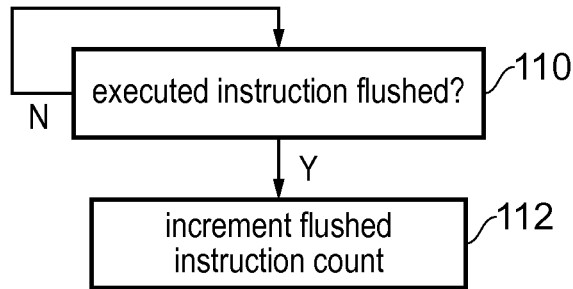 executed instruction flushed?
110
N
Y
increment flushed
instruction count
112